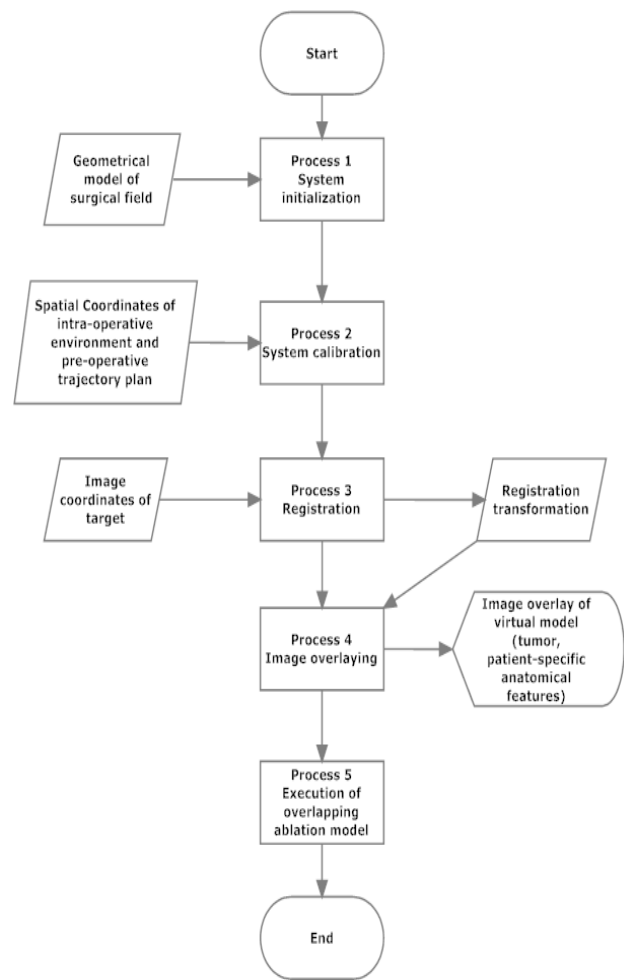 Start
Geometrical
model of
surgical field
Process 1
System
initialization
Spatial Coordinates of
intra-operative
environment and
pre-operative
trajectory plan
Process 2
System calibration
Image
coordinates of
target
Process 3
Registration
Registration
transformation
Process 4
Image overlaying
Image overlay of
virtual model
(tumor,
patient-specific
anatomical
features)
Process 5
Execution of
overlapping
ablation model
End